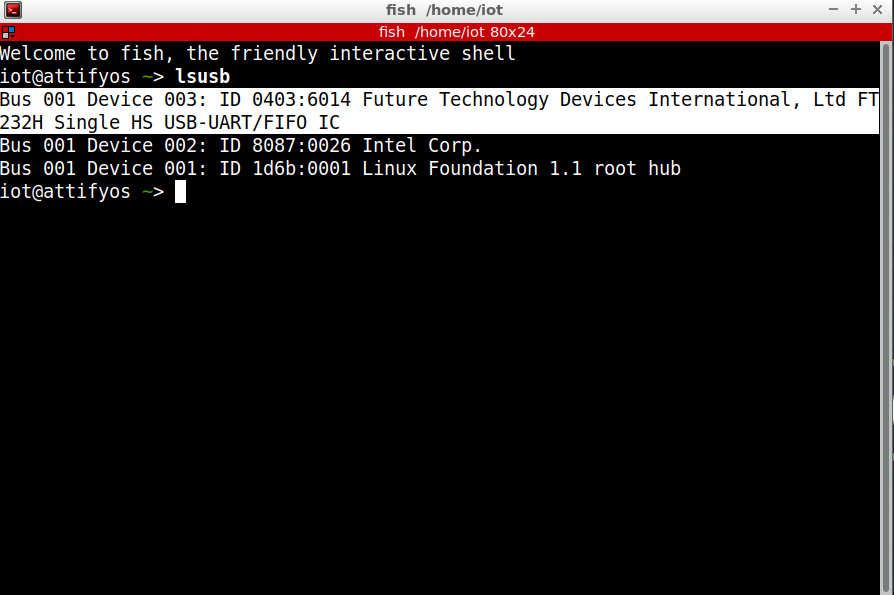 fish /home/iot
fish /home/iot 80x24
Welcome to fish, the friendly interactive shell
iot@attifyos ~> lsusb
Bus 001 Device 003: ID 0403:6014 Future Technology Devices International, Ltd FT
232H Single HS USB-UART/FIFO IC
Bus 001 Device 002: ID 8087:0026 Intel Corp.
Bus 001 Device 001: ID 1d6b:0001 Linux Foundation 1.1 root hub
iot@attifyos ~>